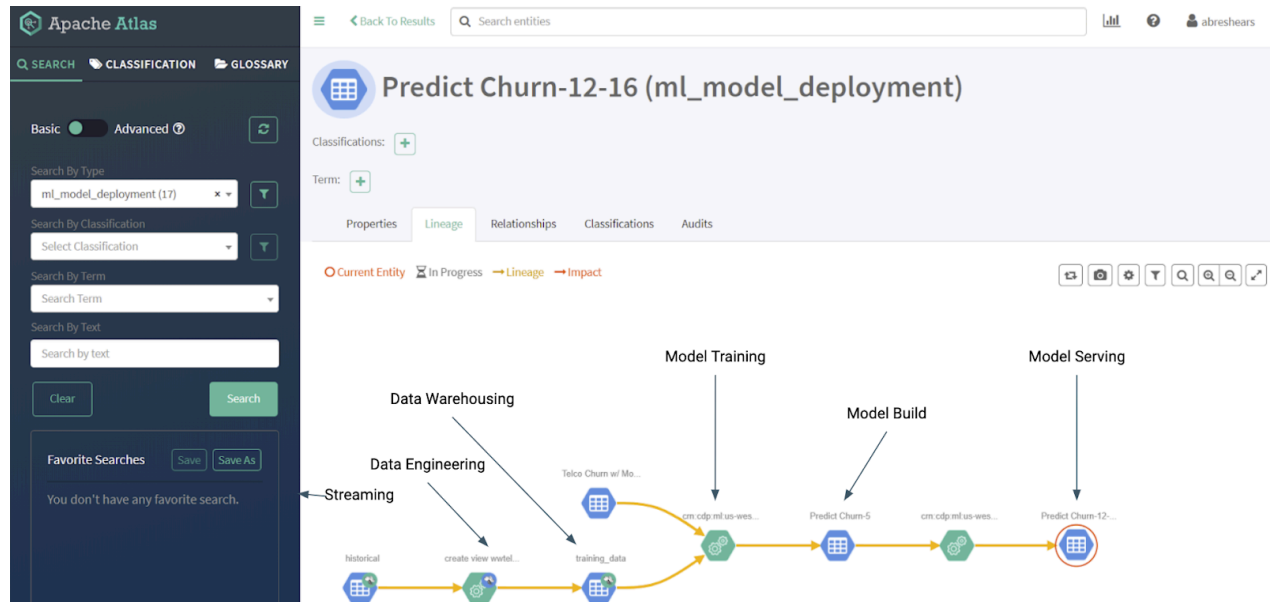 Apache Atlas
Back To Results
Search entities
abreshears
SEARCH
CLASSIFICATION
GLOSSARY
Predict Churn-12-16 (ml_model_deployment)
Basic
Advanced
Classifications:
Term:
Search By Type
ml_model_deployment (17)
Search By Classification
Select Classification
Search By Term
Search Term
Search By Text
Search by text
Clear
Search
Favorite Searches
Save
Save As
You don't have any favorite search.
Properties
Lineage
Relationships
Classifications
Audits
Current Entity
In Progress
Lineage
Impact
Model Training
Model Serving
Data Warehousing
Model Build
Data Engineering
Streaming
Telco Churn w/ Mo...
crn:cdp:ml:us-wes...
Predict Churn-5
crn:cdp:ml:us-wes...
Predict Churn-12-...
historical
create view wwtel...
training_data